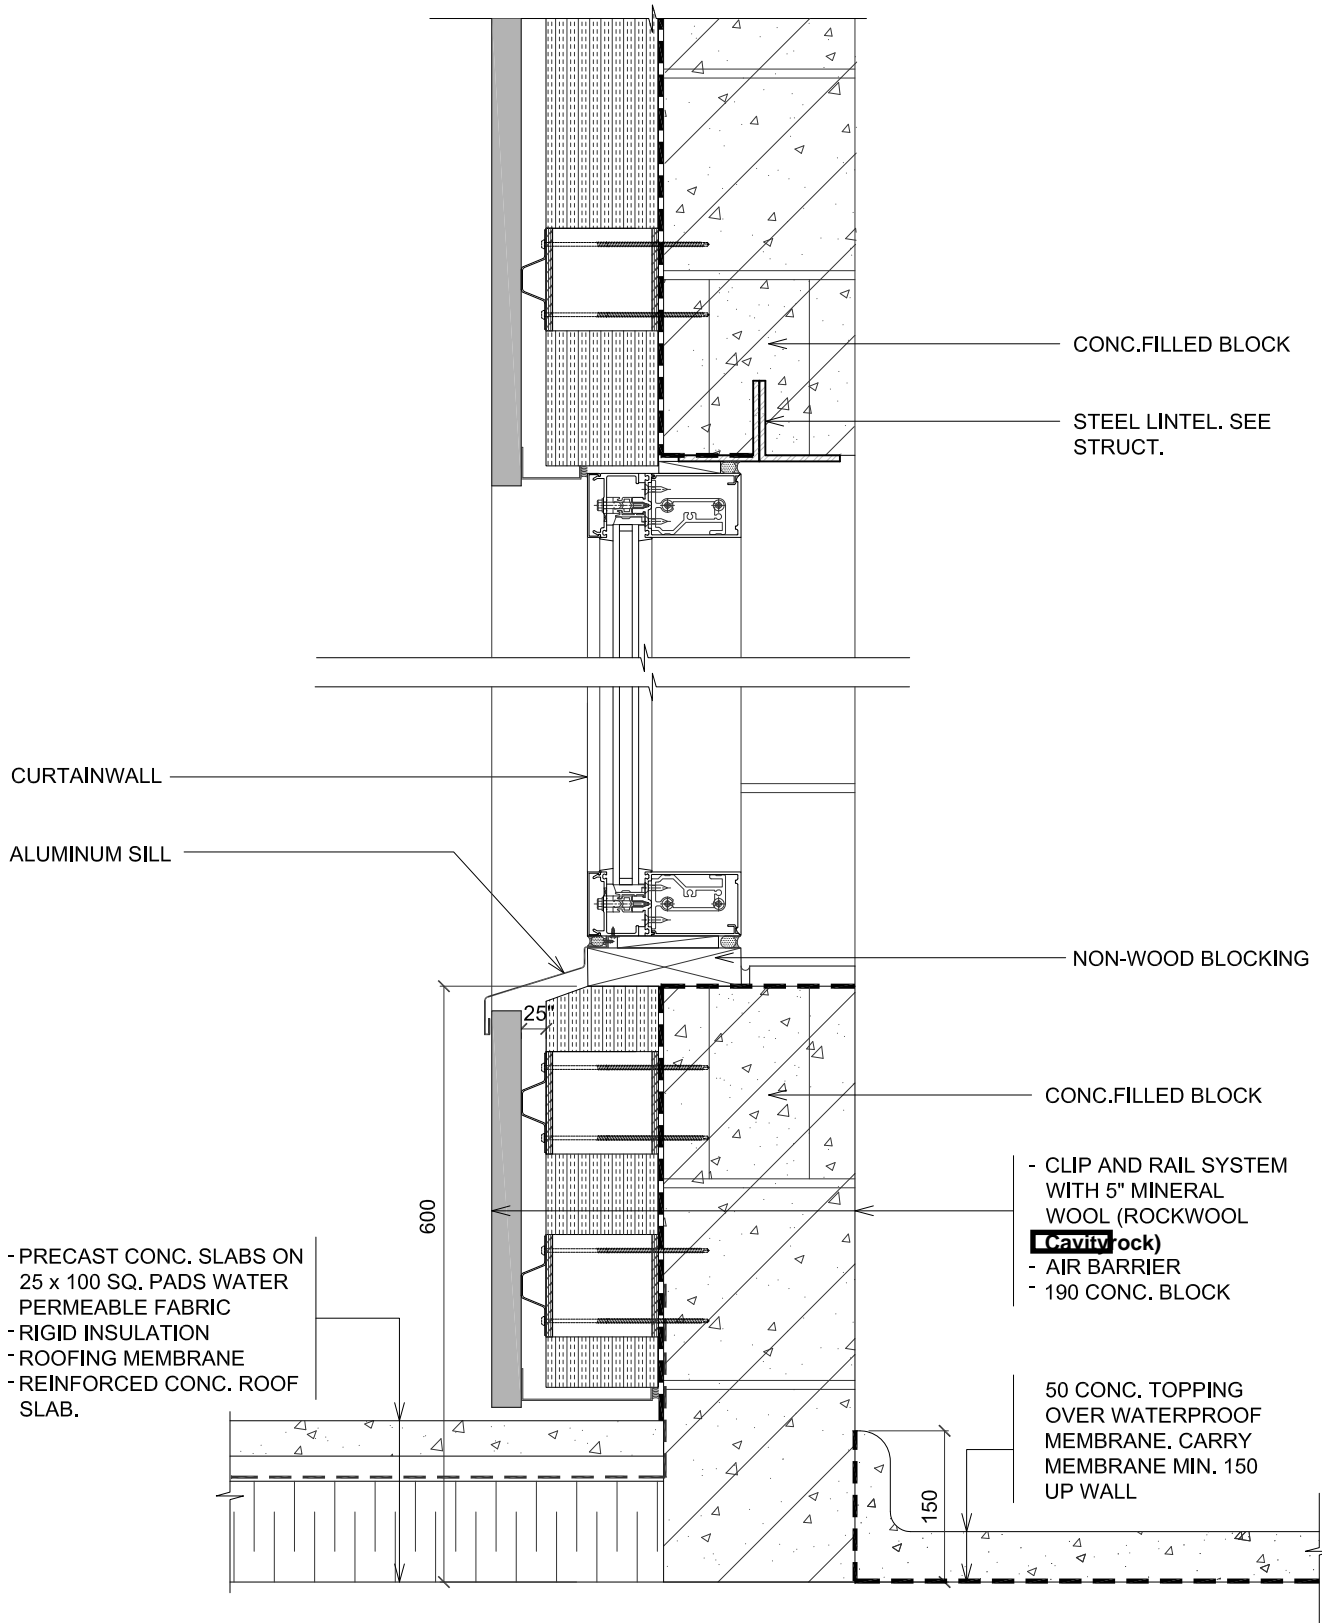 CONC.FILLED BLOCK
STEEL LINTEL. SEE
STRUCT.
CURTAINWALL
ALUMINUM SILL
NON-WOOD BLOCKING
25"
CONC.FILLED BLOCK
600
- CLIP AND RAIL SYSTEM
WITH 5" MINERAL
WOOL (ROCKWOOL
Cavityrock)
- AIR BARRIER
- 190 CONC. BLOCK
- PRECAST CONC. SLABS ON
25 x 100 SQ. PADS WATER
PERMEABLE FABRIC
- RIGID INSULATION
- ROOFING MEMBRANE
- REINFORCED CONC. ROOF
SLAB.
50 CONC. TOPPING
OVER WATERPROOF
MEMBRANE. CARRY
MEMBRANE MIN. 150
UP WALL
150